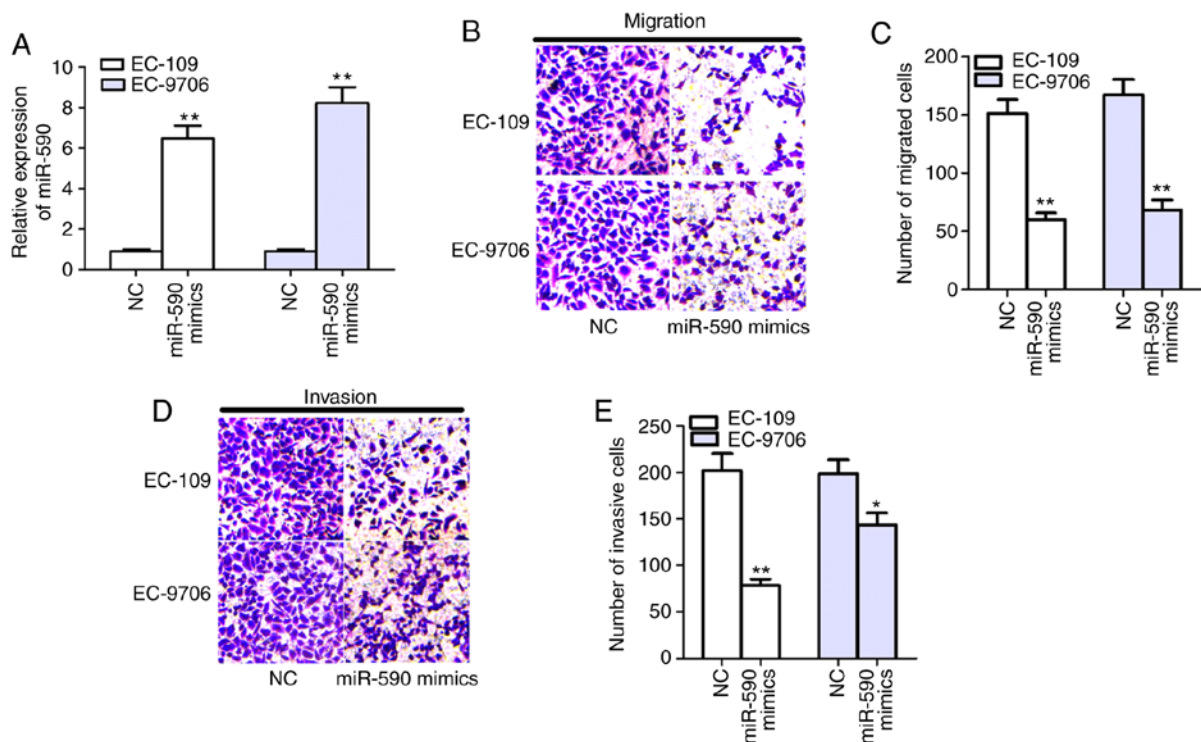 A
EC-109
EC-9706
Relative expression
of miR-590
10
8
6
4
2
0
**
**
NC
miR-590
mimics
NC
miR-590
mimics
B
Migration
EC-109
EC-9706
NC
miR-590 mimics
C
EC-109
EC-9706
Number of migrated cells
200
150
100
50
0
**
**
NC
miR-590
mimics
NC
miR-590
mimics
D
Invasion
EC-109
EC-9706
NC
miR-590 mimics
E
EC-109
EC-9706
Number of invasive cells
250
200
150
100
50
0
**
*
NC
miR-590
mimics
NC
miR-590
mimics